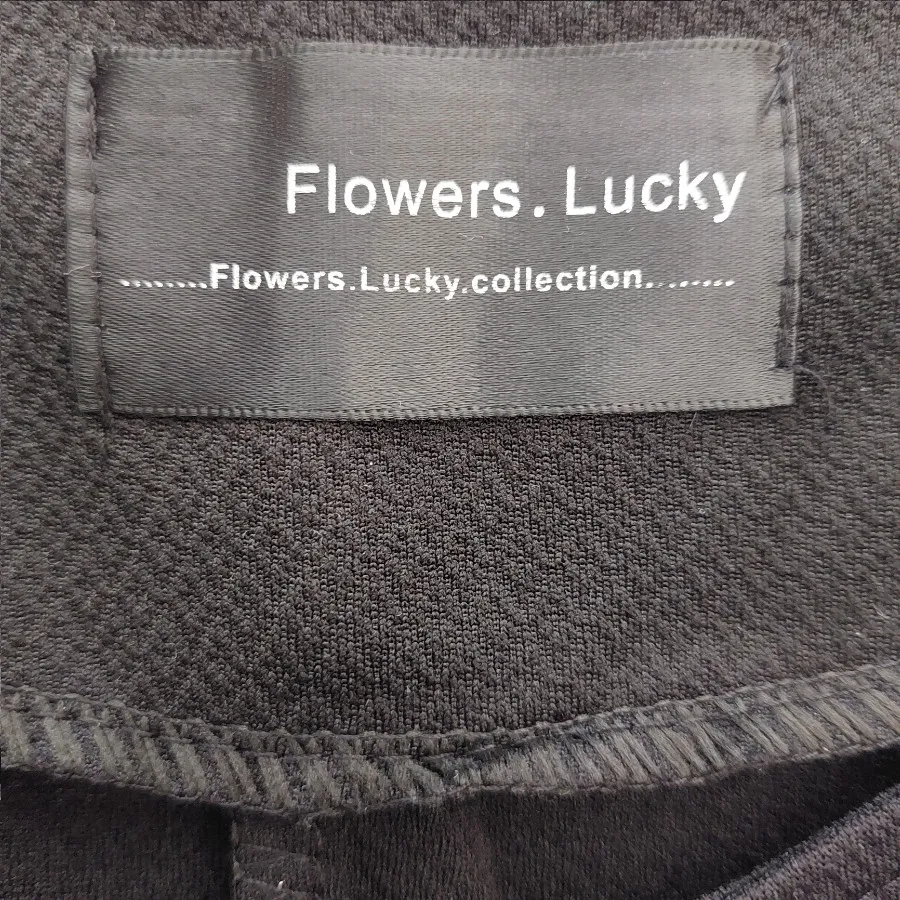 Flowers. Lucky
........Flowers.Lucky.collection........